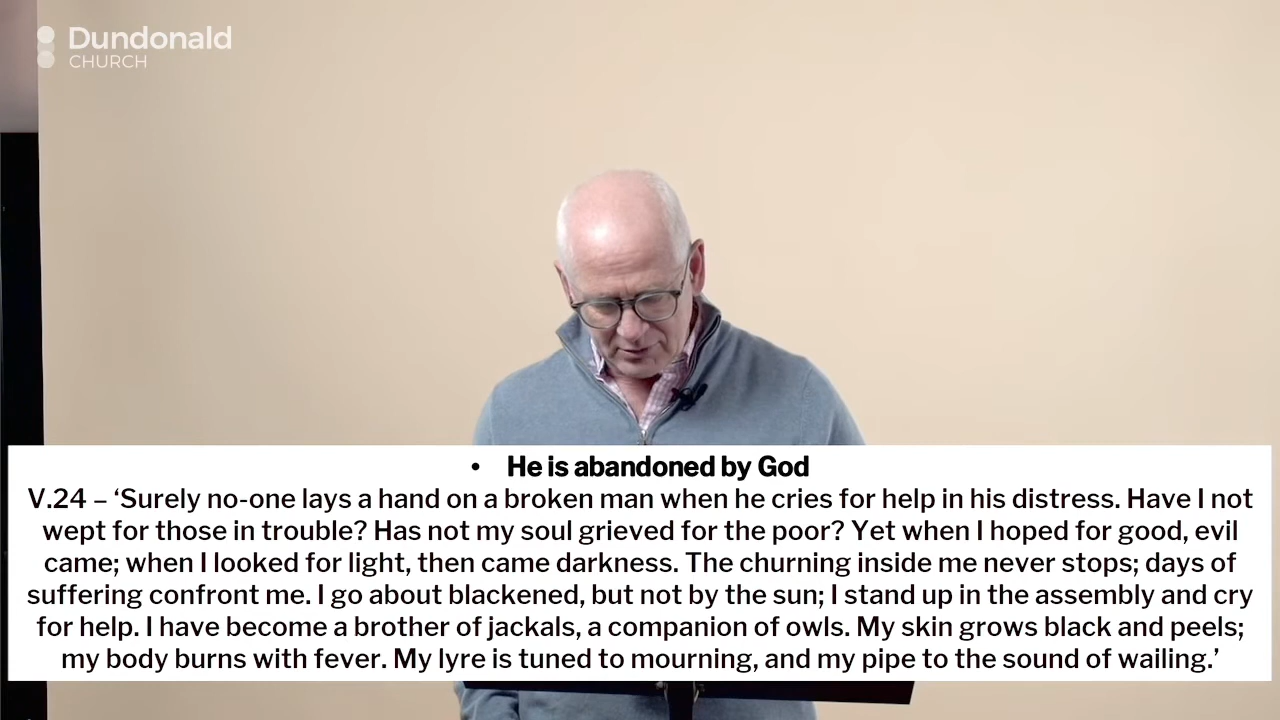 Dundonald
CHURCH
• He is abandoned by God
V.24 – ‘Surely no-one lays a hand on a broken man when he cries for help in his distress. Have I not
wept for those in trouble? Has not my soul grieved for the poor? Yet when I hoped for good, evil
came; when I looked for light, then came darkness. The churning inside me never stops; days of
suffering confront me. I go about blackened, but not by the sun; I stand up in the assembly and cry
for help. I have become a brother of jackals, a companion of owls. My skin grows black and peels;
my body burns with fever. My lyre is tuned to mourning, and my pipe to the sound of wailing.’